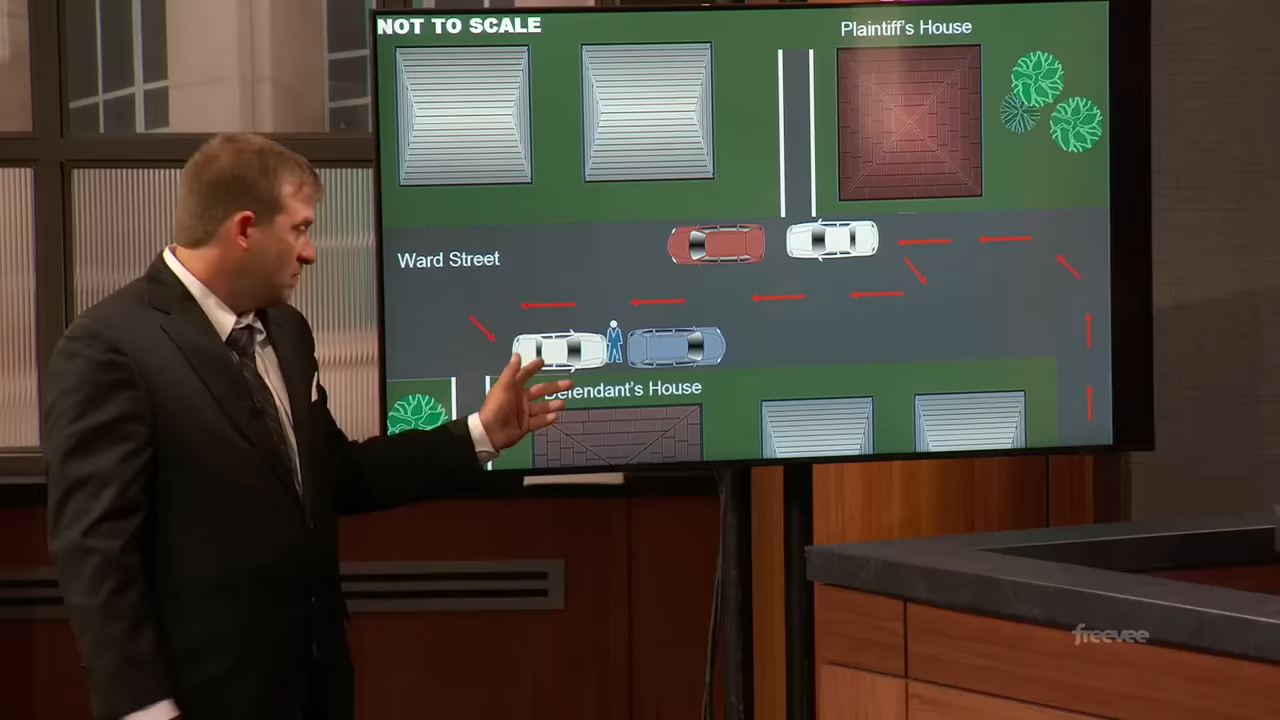 NOT TO SCALE
Plaintiff's House
Ward Street
Defendant's House
freevee